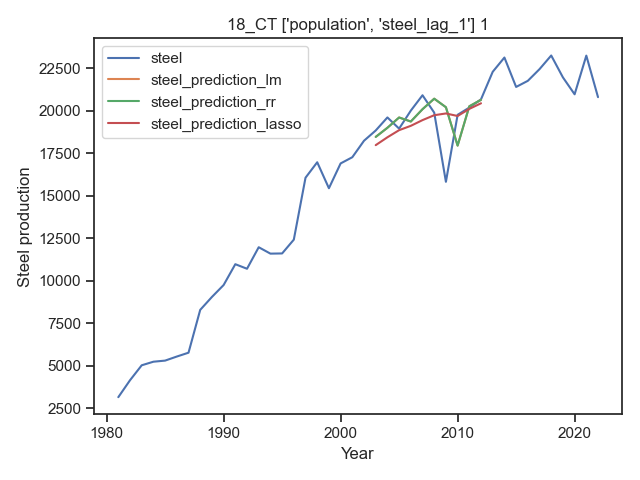 18_CT ['population', 'steel_lag_1'] 1
steel
steel_prediction_lm
steel_prediction_rr
steel_prediction_lasso
Steel production
22500
20000
17500
15000
12500
10000
7500
5000
2500
1980 1990 2000 2010 2020
Year